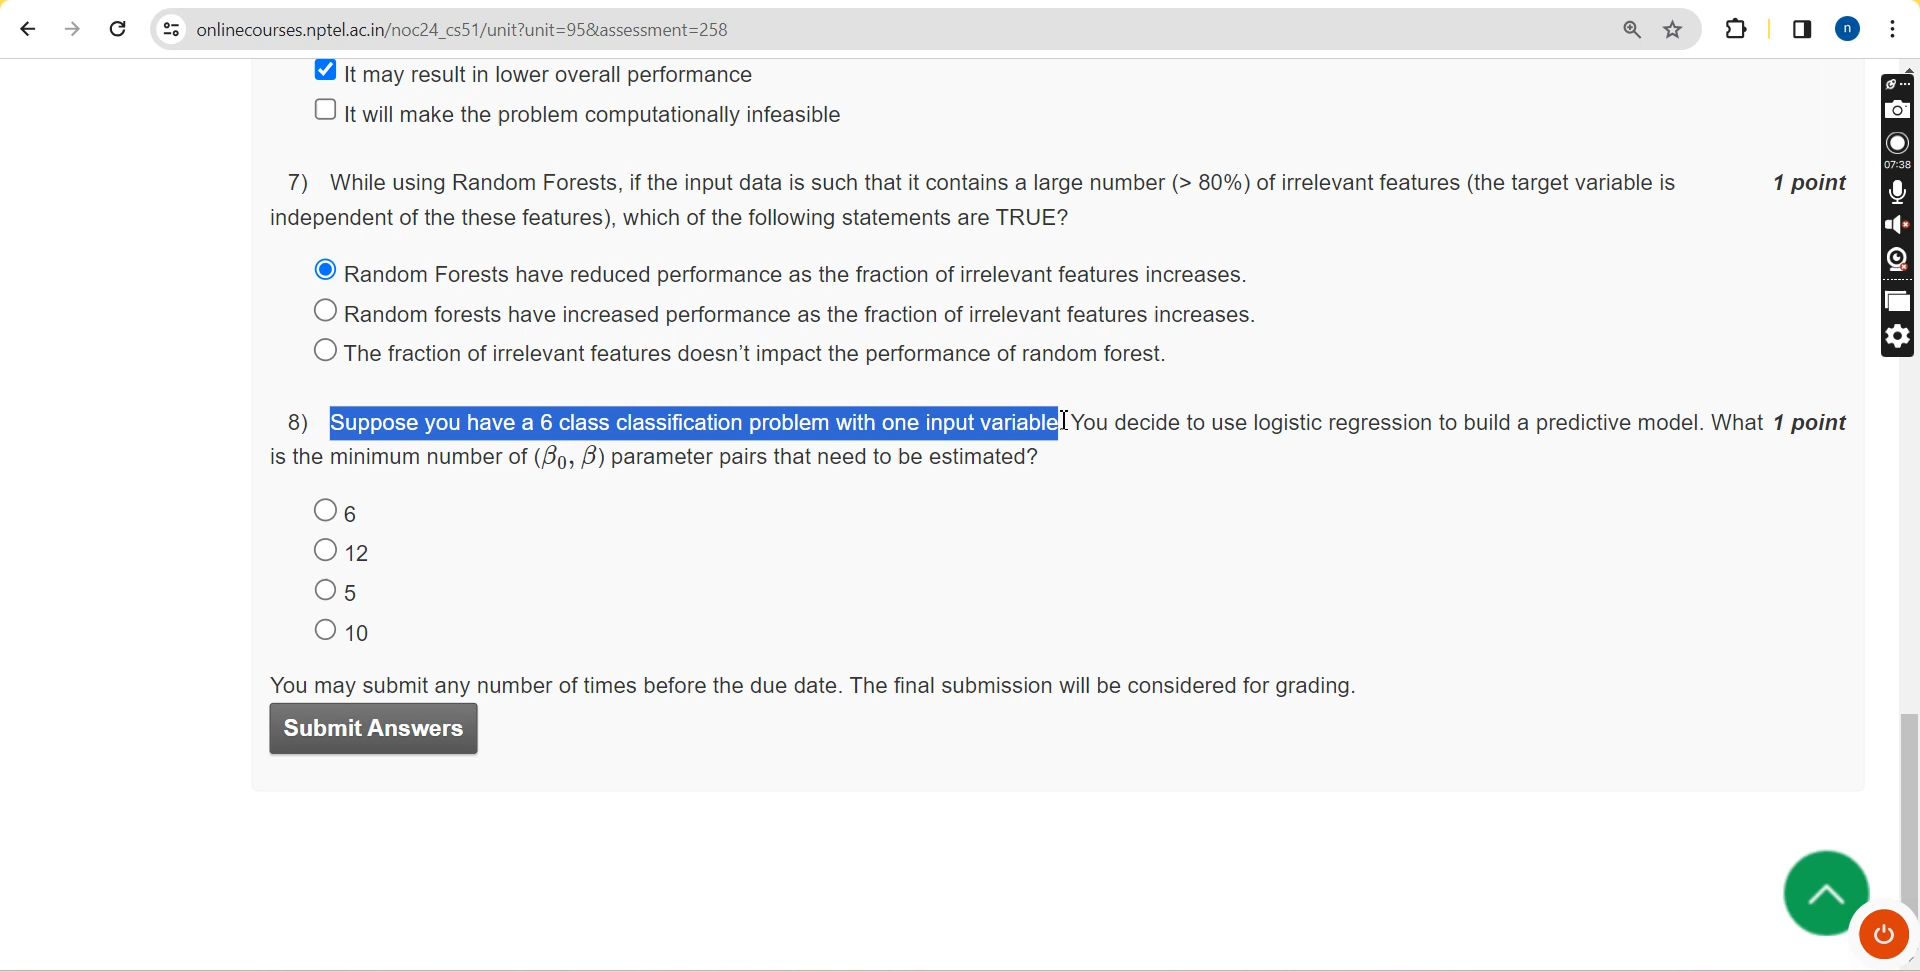 onlinecourses.nptel.ac.in/noc24_cs51/unit?unit=95&assessment=258
n
It may result in lower overall performance
It will make the problem computationally infeasible
07:38
7) While using Random Forests, if the input data is such that it contains a large number (> 80%) of irrelevant features (the target variable is 1 point
independent of the these features), which of the following statements are TRUE?
Random Forests have reduced performance as the fraction of irrelevant features increases.
Random forests have increased performance as the fraction of irrelevant features increases.
The fraction of irrelevant features doesn’t impact the performance of random forest.
8) Suppose you have a 6 class classification problem with one input variable. You decide to use logistic regression to build a predictive model. What 1 point
is the minimum number of (β₀, β) parameter pairs that need to be estimated?
6
12
5
10
You may submit any number of times before the due date. The final submission will be considered for grading.
Submit Answers